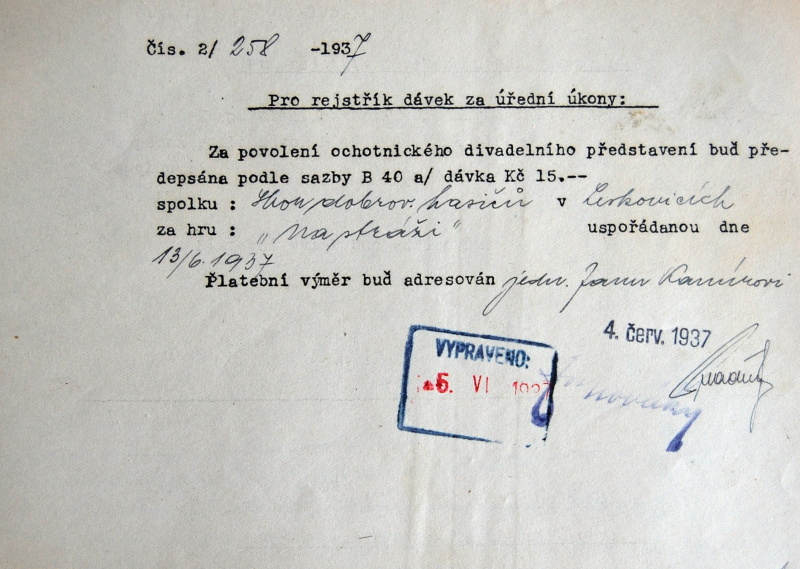 Čís. 2/ 258 -1937
Pro rejstřík dávek za úřední úkony:
Za povolení ochotnického divadelního představení buď pře-
depsána podle sazby B 40 a/ dávka Kč 15.--
spolku : Sboru dobrov. hasičů v Leskovicích
za hru : „Na stráži" uspořádanou dne
13/6. 1937
Platební výměr buď adresován jedn. Janu
4. červ. 1937
VYPRAVENO:
5. VI 1937